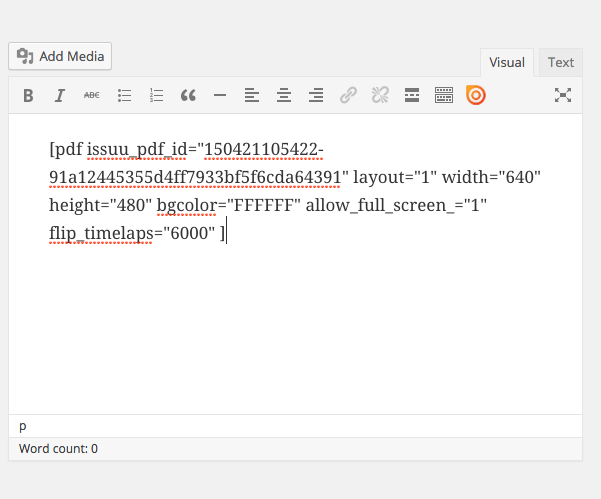 Add Media
Visual Text
B I ABC
[pdf issuu_pdf_id="150421105422-
91a12445355d4ff7933bf5f6cda64391" layout="1" width="640"
height="480" bgcolor="FFFFFF" allow_full_screen_="1"
flip_timelaps="6000" ]
p
Word count: 0